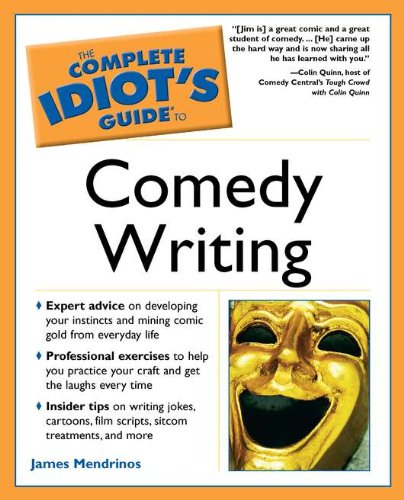 THE
COMPLETE
IDIOT'S
GUIDE® TO
"[Jim is] a great comic and a great
student of comedy. ... [He] came up
the hard way and is now sharing all
he has learned with you."
—Colin Quinn, host of
Comedy Central's Tough Crowd
with Colin Quinn
Comedy
Writing
♦ Expert advice on developing
your instincts and mining comic
gold from everyday life
♦ Professional exercises to help
you practice your craft and get
the laughs every time
♦ Insider tips on writing jokes,
cartoons, film scripts, sitcom
treatments, and more
James Mendrinos